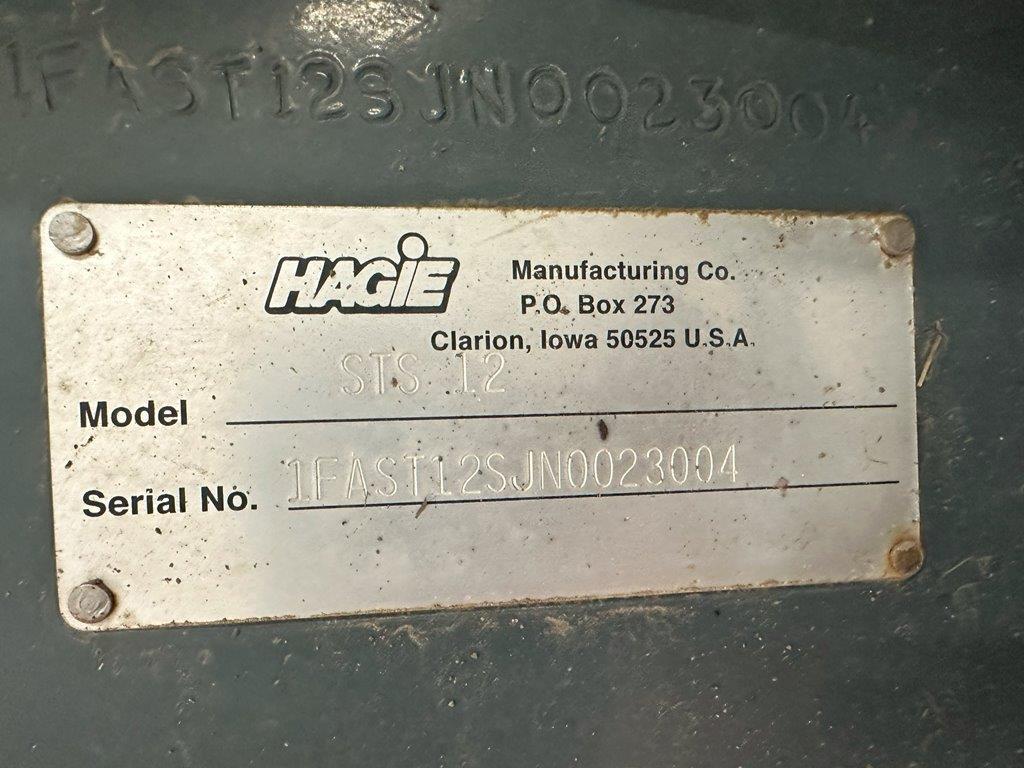 1FAST12SJN0023004
HAGiE Manufacturing Co.
P.O. Box 273
Clarion, Iowa 50525 U.S.A.
Model STS 12
Serial No. 1FAST12SJN0023004